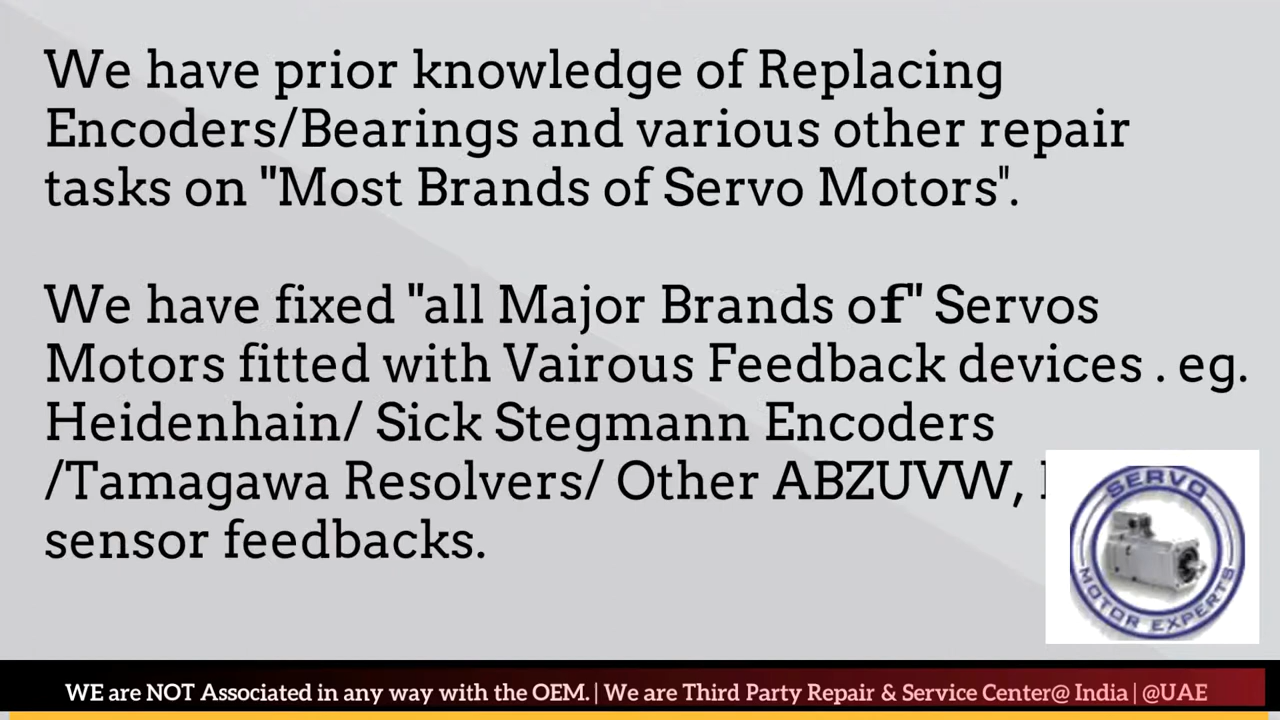 We have prior knowledge of Replacing
Encoders/Bearings and various other repair
tasks on "Most Brands of Servo Motors".
We have fixed "all Major Brands of" Servos
Motors fitted with Vairous Feedback devices . eg.
Heidenhain/ Sick Stegmann Encoders
/Tamagawa Resolvers/ Other ABZUVW,
sensor feedbacks.
SERVO
MOTOR EXPERTS
WE are NOT Associated in any way with the OEM. | We are Third Party Repair & Service Center@ India | @UAE